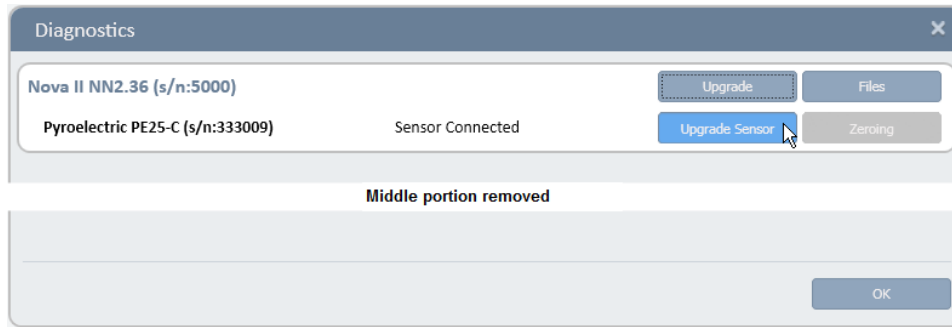 Diagnostics
Nova II NN2.36 (s/n:5000)
Upgrade
Files
Pyroelectric PE25-C (s/n:333009)
Sensor Connected
Upgrade Sensor
Zeroing
Middle portion removed
OK